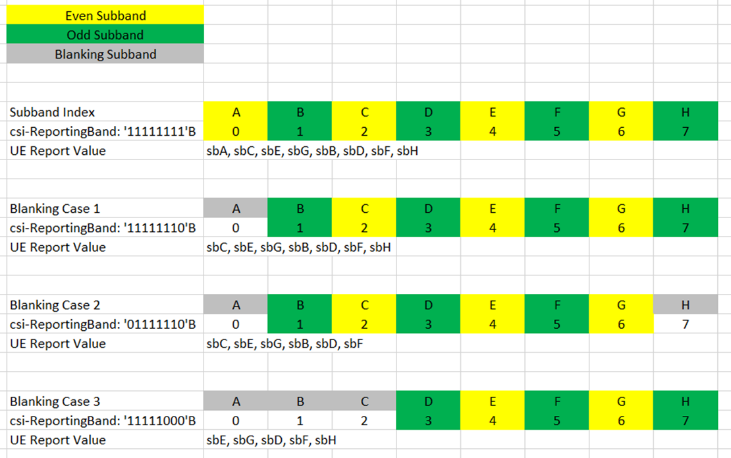 Even Subband
Odd Subband
Blanking Subband
Subband Index A B C D E F G H
csi-ReportingBand: '11111111'B 0 1 2 3 4 5 6 7
UE Report Value sbA, sbC, sbE, sbG, sbB, sbD, sbF, sbH
Blanking Case 1 A B C D E F G H
csi-ReportingBand: '11111110'B 0 1 2 3 4 5 6 7
UE Report Value sbC, sbE, sbG, sbB, sbD, sbF, sbH
Blanking Case 2 A B C D E F G H
csi-ReportingBand: '01111110'B 0 1 2 3 4 5 6 7
UE Report Value sbC, sbE, sbG, sbB, sbD, sbF
Blanking Case 3 A B C D E F G H
csi-ReportingBand: '11111000'B 0 1 2 3 4 5 6 7
UE Report Value sbE, sbG, sbD, sbF, sbH